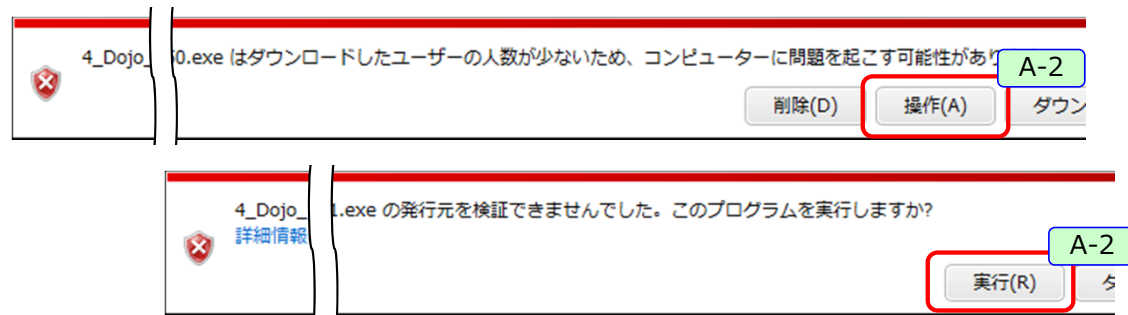 4_Dojo_ 50.exe はダウンロードしたユーザーの人数が少ないため、コンピューターに問題を起こす可能性があり
A-2
削除(D) 操作(A) ダウン
4_Dojo_ 1.exe の発行元を検証できませんでした。このプログラムを実行しますか?
詳細情報
A-2
実行(R)